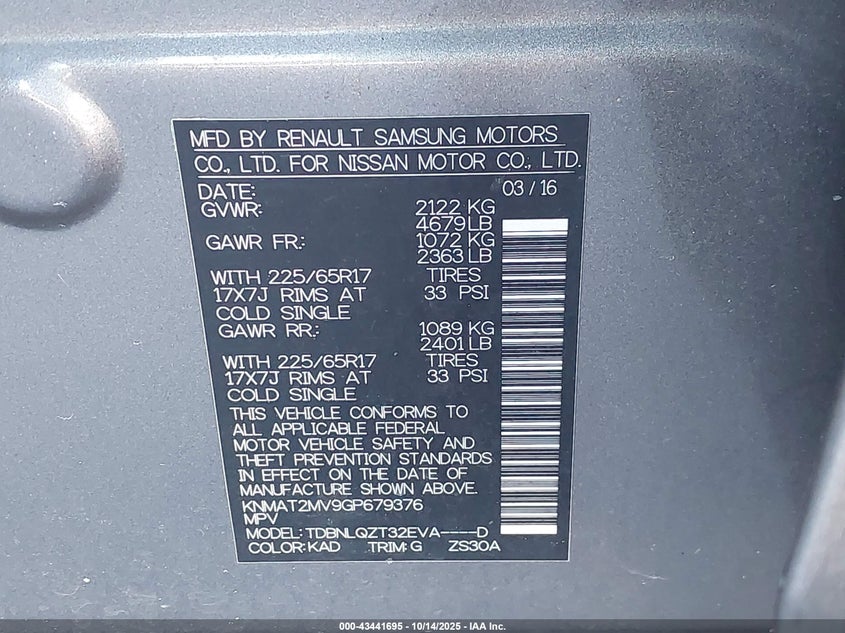 MFD BY RENAULT SAMSUNG MOTORS
CO., LTD. FOR NISSAN MOTOR CO., LTD.
DATE: 03 / 16
GVWR: 2122 KG
4679 LB
GAWR FR.: 1072 KG
2363 LB
WITH 225/65R17 TIRES
17X7J RIMS AT 33 PSI
COLD SINGLE
GAWR RR.: 1089 KG
2401 LB
WITH 225/65R17 TIRES
17X7J RIMS AT 33 PSI
COLD SINGLE
THIS VEHICLE CONFORMS TO
ALL APPLICABLE FEDERAL
MOTOR VEHICLE SAFETY AND
THEFT PREVENTION STANDARDS
IN EFFECT ON THE DATE OF
MANUFACTURE SHOWN ABOVE.
KNMAT2MV9GP679376
MPV
MODEL: TDBNLQZT32EVA----D
COLOR: KAD TRIM: G ZS30A
000-43441695 - 10/14/2025 - IAA Inc.